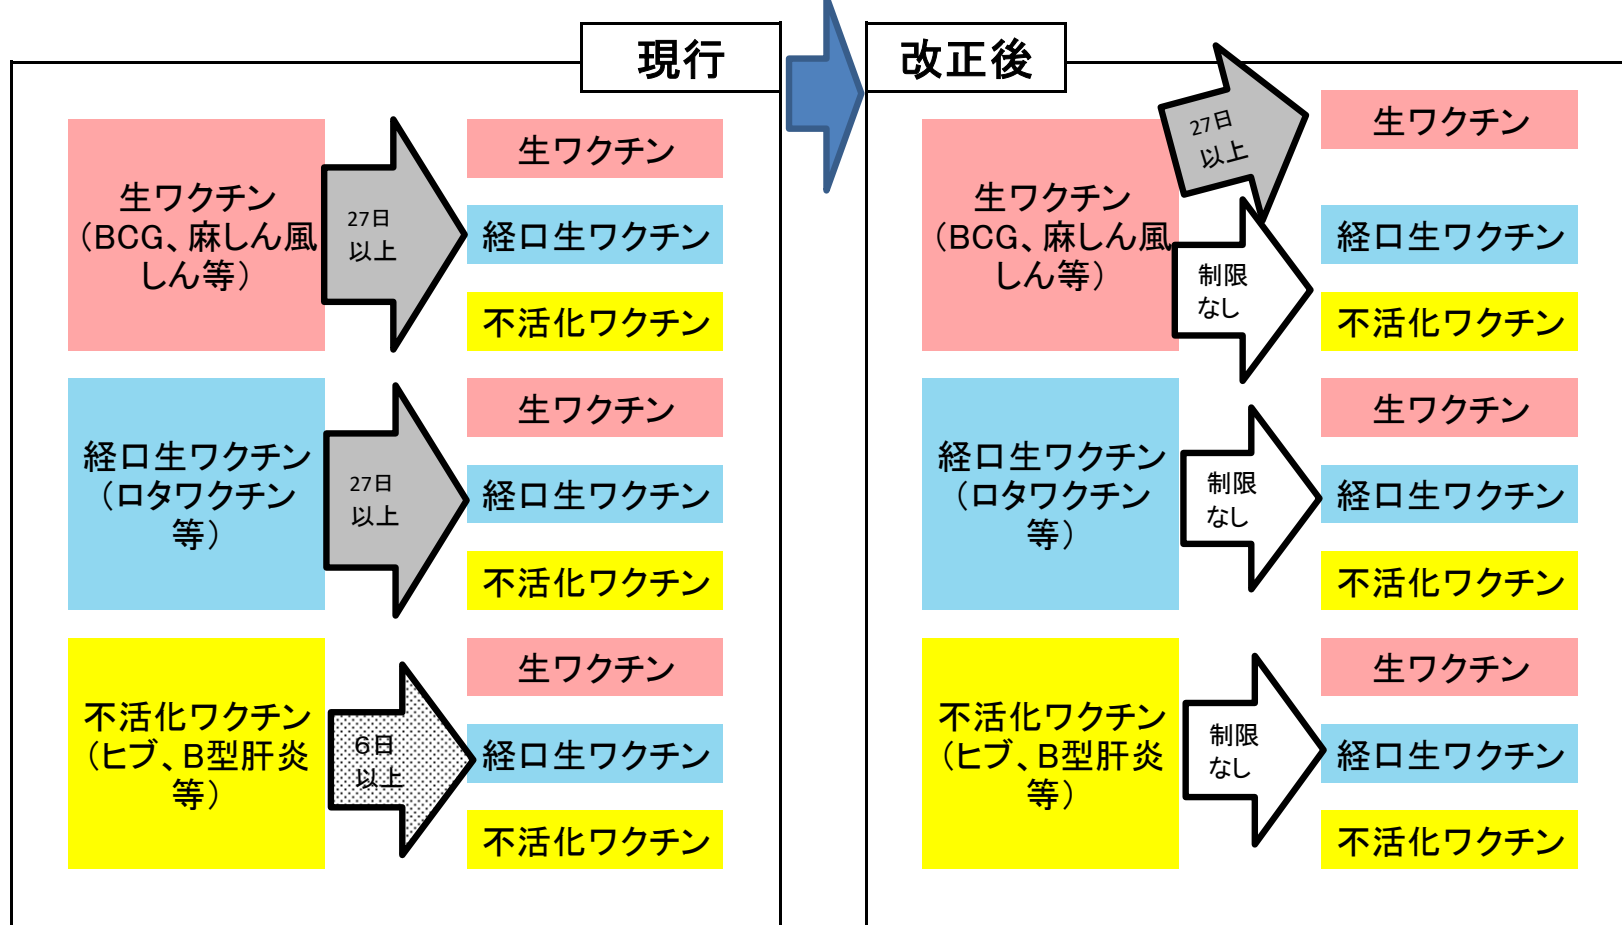 現行
生ワクチン
（BCG、麻しん風
しん等）
27日
以上
生ワクチン
経口生ワクチン
不活化ワクチン
経口生ワクチン
（ロタワクチン
等）
27日
以上
生ワクチン
経口生ワクチン
不活化ワクチン
不活化ワクチン
（ヒブ、B型肝炎
等）
６日
以上
生ワクチン
経口生ワクチン
不活化ワクチン
改正後
生ワクチン
（BCG、麻しん風
しん等）
27日
以上
制限
なし
生ワクチン
経口生ワクチン
不活化ワクチン
経口生ワクチン
（ロタワクチン
等）
制限
なし
生ワクチン
経口生ワクチン
不活化ワクチン
不活化ワクチン
（ヒブ、B型肝炎
等）
制限
なし
生ワクチン
経口生ワクチン
不活化ワクチン